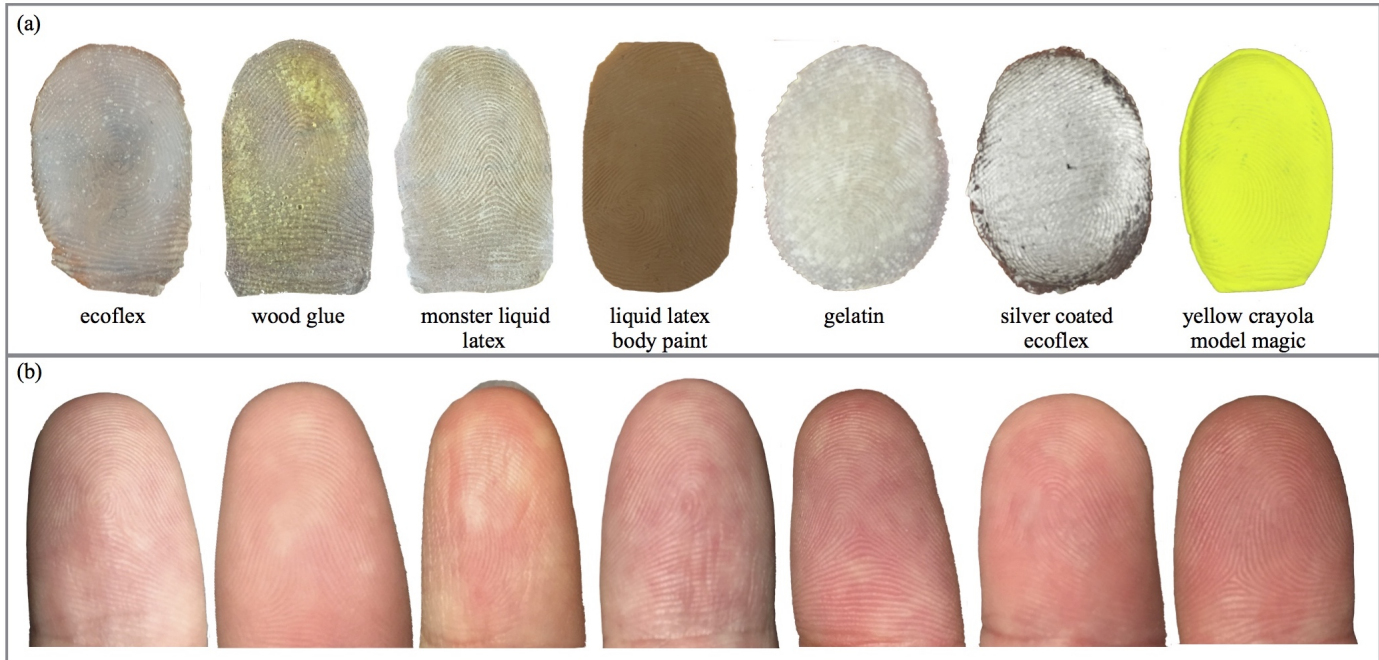 (a)
ecoflex
wood glue
monster liquid
latex
liquid latex
body paint
gelatin
silver coated
ecoflex
yellow crayola
model magic
(b)